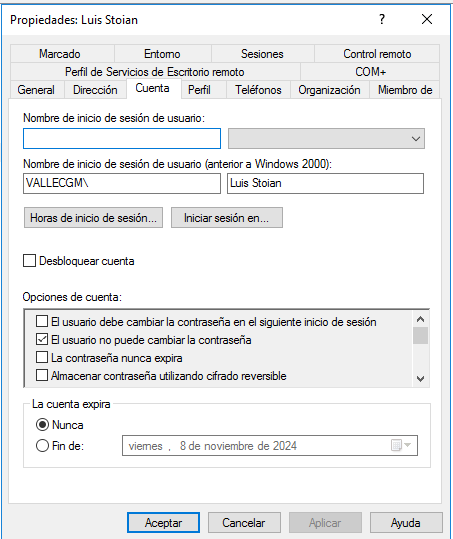 Propiedades: Luis Stoian
Marcado Entorno Sesiones Control remoto
Perfil de Servicios de Escritorio remoto COM+
General Dirección Cuenta Perfil Teléfonos Organización Miembro de
Nombre de inicio de sesión de usuario:
Nombre de inicio de sesión de usuario (anterior a Windows 2000):
VALLECGM\ Luis Stoian
Horas de inicio de sesión... Iniciar sesión en...
Desbloquear cuenta
Opciones de cuenta:
El usuario debe cambiar la contraseña en el siguiente inicio de sesión
El usuario no puede cambiar la contraseña
La contraseña nunca expira
Almacenar contraseña utilizando cifrado reversible
La cuenta expira
Nunca
Fin de: viernes , 8 de noviembre de 2024
Aceptar Cancelar Aplicar Ayuda